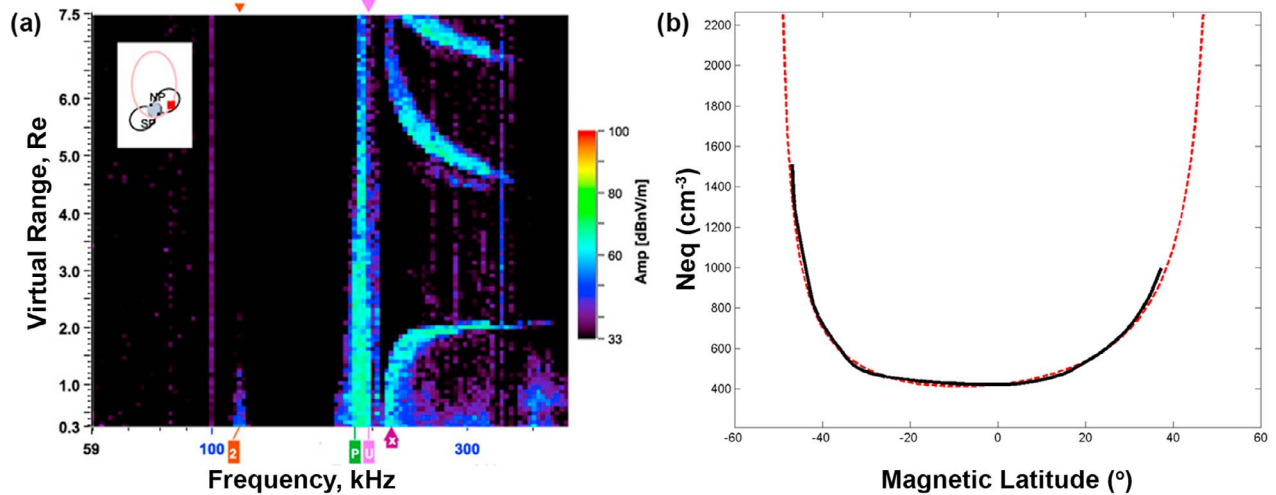 (a)
7.5
6.0
5.0
4.0
3.0
2.0
1.0
0.3
Virtual Range, Re
NP
SP
59
100
2
P
U
x
300
Frequency, kHz
100
80
60
40
33
Amp [dBnV/m]
(b)
2200
2000
1800
1600
1400
1200
1000
800
600
400
Neq (cm⁻³)
-60
-40
-20
0
20
40
60
Magnetic Latitude (°)